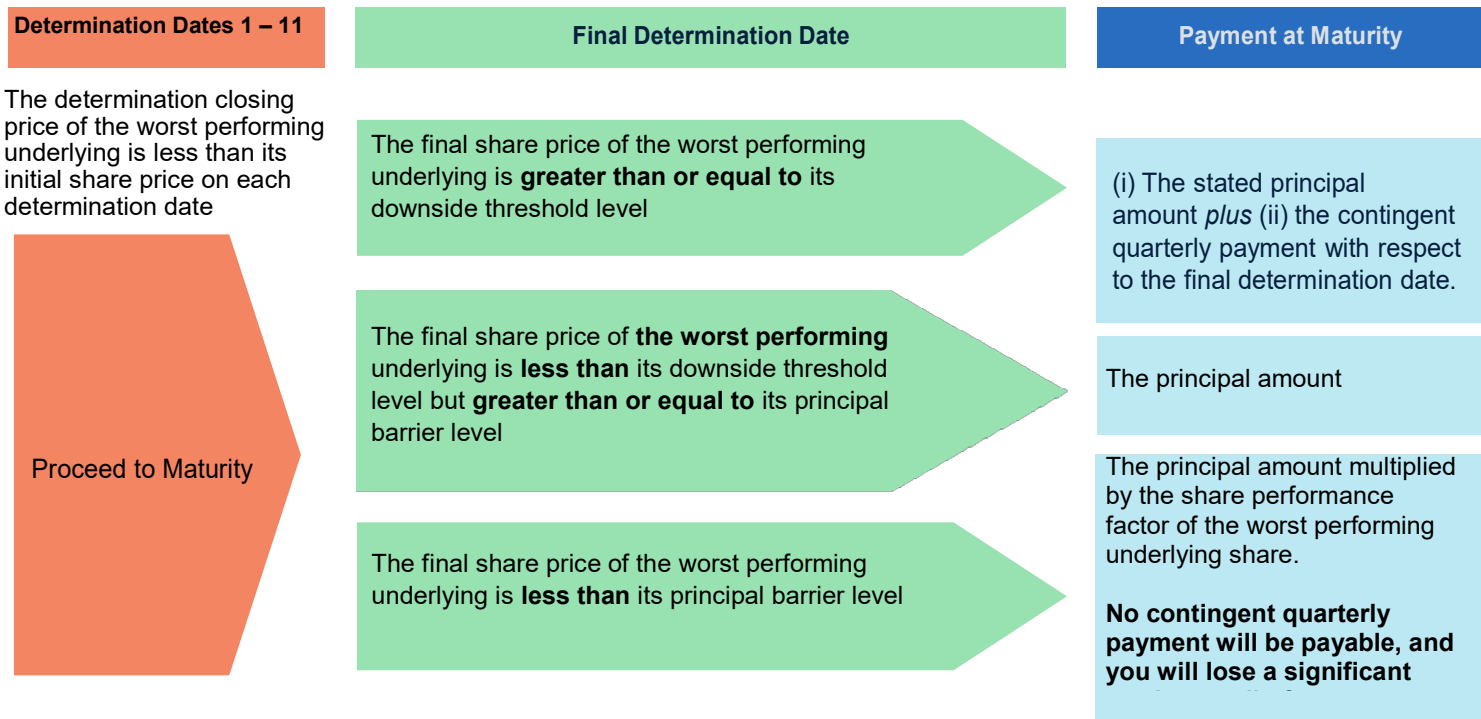 Determination Dates 1 – 11
Final Determination Date
Payment at Maturity
The determination closing
price of the worst performing
underlying is less than its
initial share price on each
determination date
Proceed to Maturity
The final share price of the worst performing
underlying is greater than or equal to its
downside threshold level
(i) The stated principal
amount plus (ii) the contingent
quarterly payment with respect
to the final determination date.
The final share price of the worst performing
underlying is less than its downside threshold
level but greater than or equal to its principal
barrier level
The principal amount
The final share price of the worst performing
underlying is less than its principal barrier level
The principal amount multiplied
by the share performance
factor of the worst performing
underlying share.
No contingent quarterly
payment will be payable, and
you will lose a significant